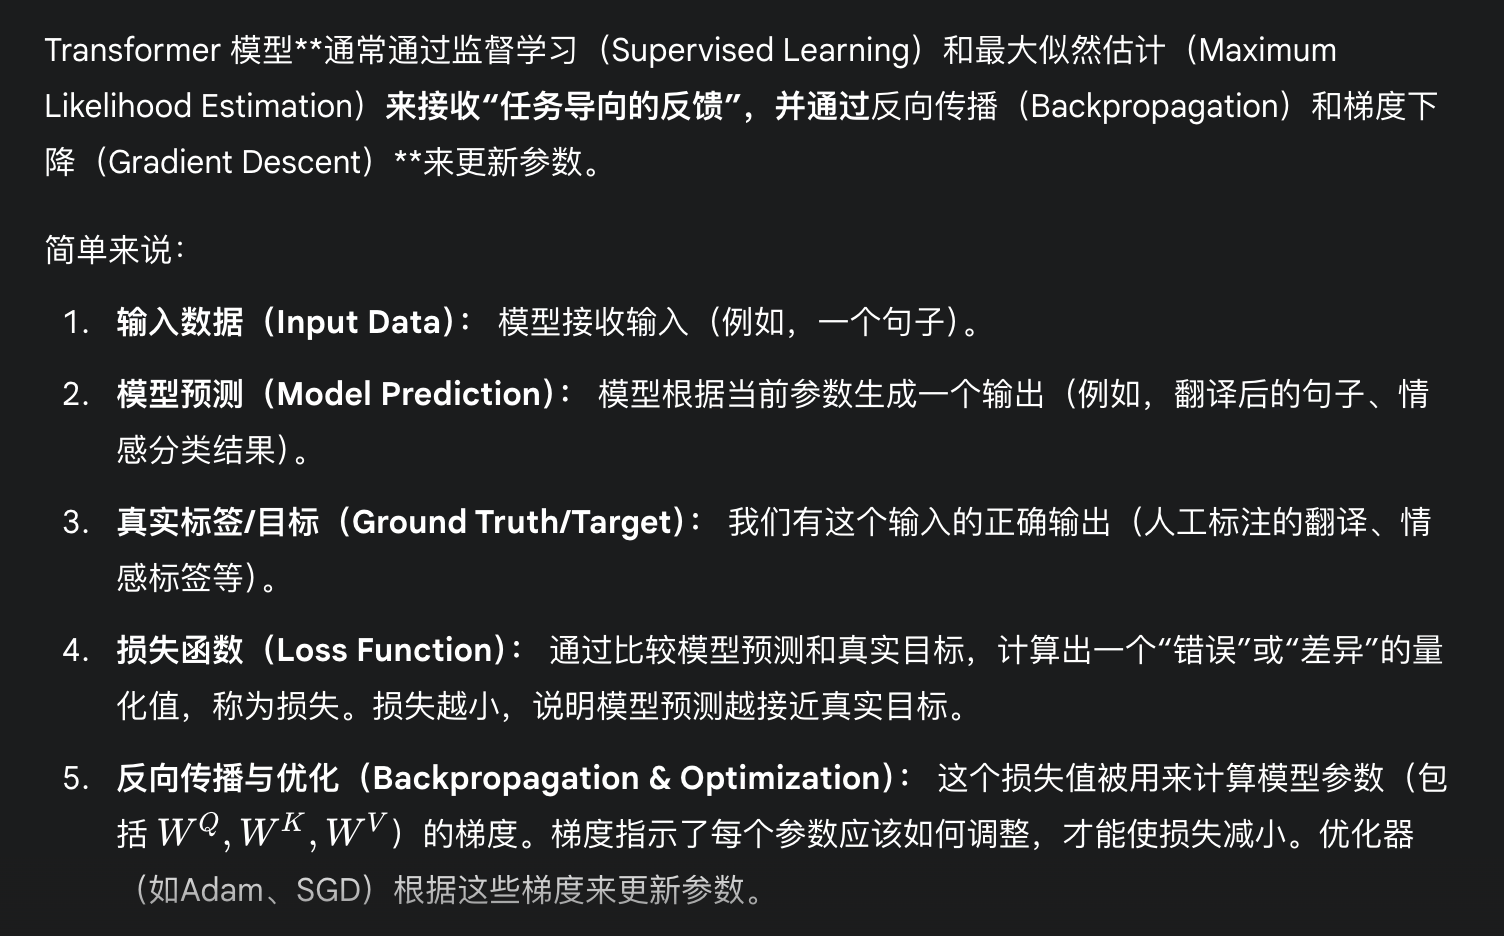 Transformer 模型**通常通过监督学习（Supervised Learning）和最大似然估计（Maximum
Likelihood Estimation）来接收“任务导向的反馈”，并通过反向传播（Backpropagation）和梯度下
降（Gradient Descent）**来更新参数。
简单来说：
1. 输入数据（Input Data）： 模型接收输入（例如，一个句子）。
2. 模型预测（Model Prediction）： 模型根据当前参数生成一个输出（例如，翻译后的句子、情
感分类结果）。
3. 真实标签/目标（Ground Truth/Target）： 我们有这个输入的正确输出（人工标注的翻译、情
感标签等）。
4. 损失函数（Loss Function）： 通过比较模型预测和真实目标，计算出一个“错误”或“差异”的量
化值，称为损失。损失越小，说明模型预测越接近真实目标。
5. 反向传播与优化（Backpropagation & Optimization）： 这个损失值被用来计算模型参数（包
括 W^Q, W^K, W^V）的梯度。梯度指示了每个参数应该如何调整，才能使损失减小。优化器
（如Adam、SGD）根据这些梯度来更新参数。